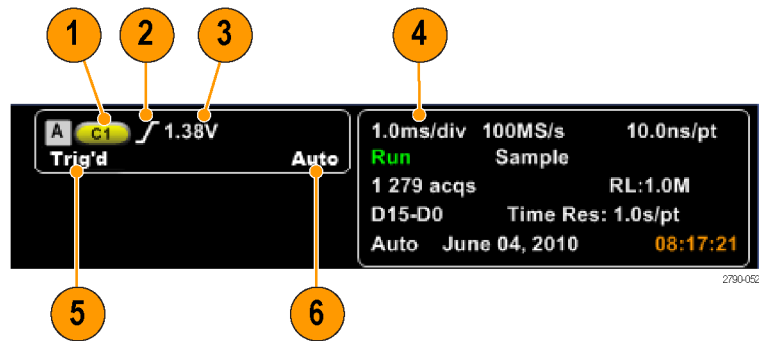 1 2 3 4
A C1 1.38V
Trig'd Auto
1.0ms/div 100MS/s 10.0ns/pt
Run Sample
1 279 acqs RL:1.0M
D15-D0 Time Res: 1.0s/pt
Auto June 04, 2010 08:17:21
2790-052
5 6